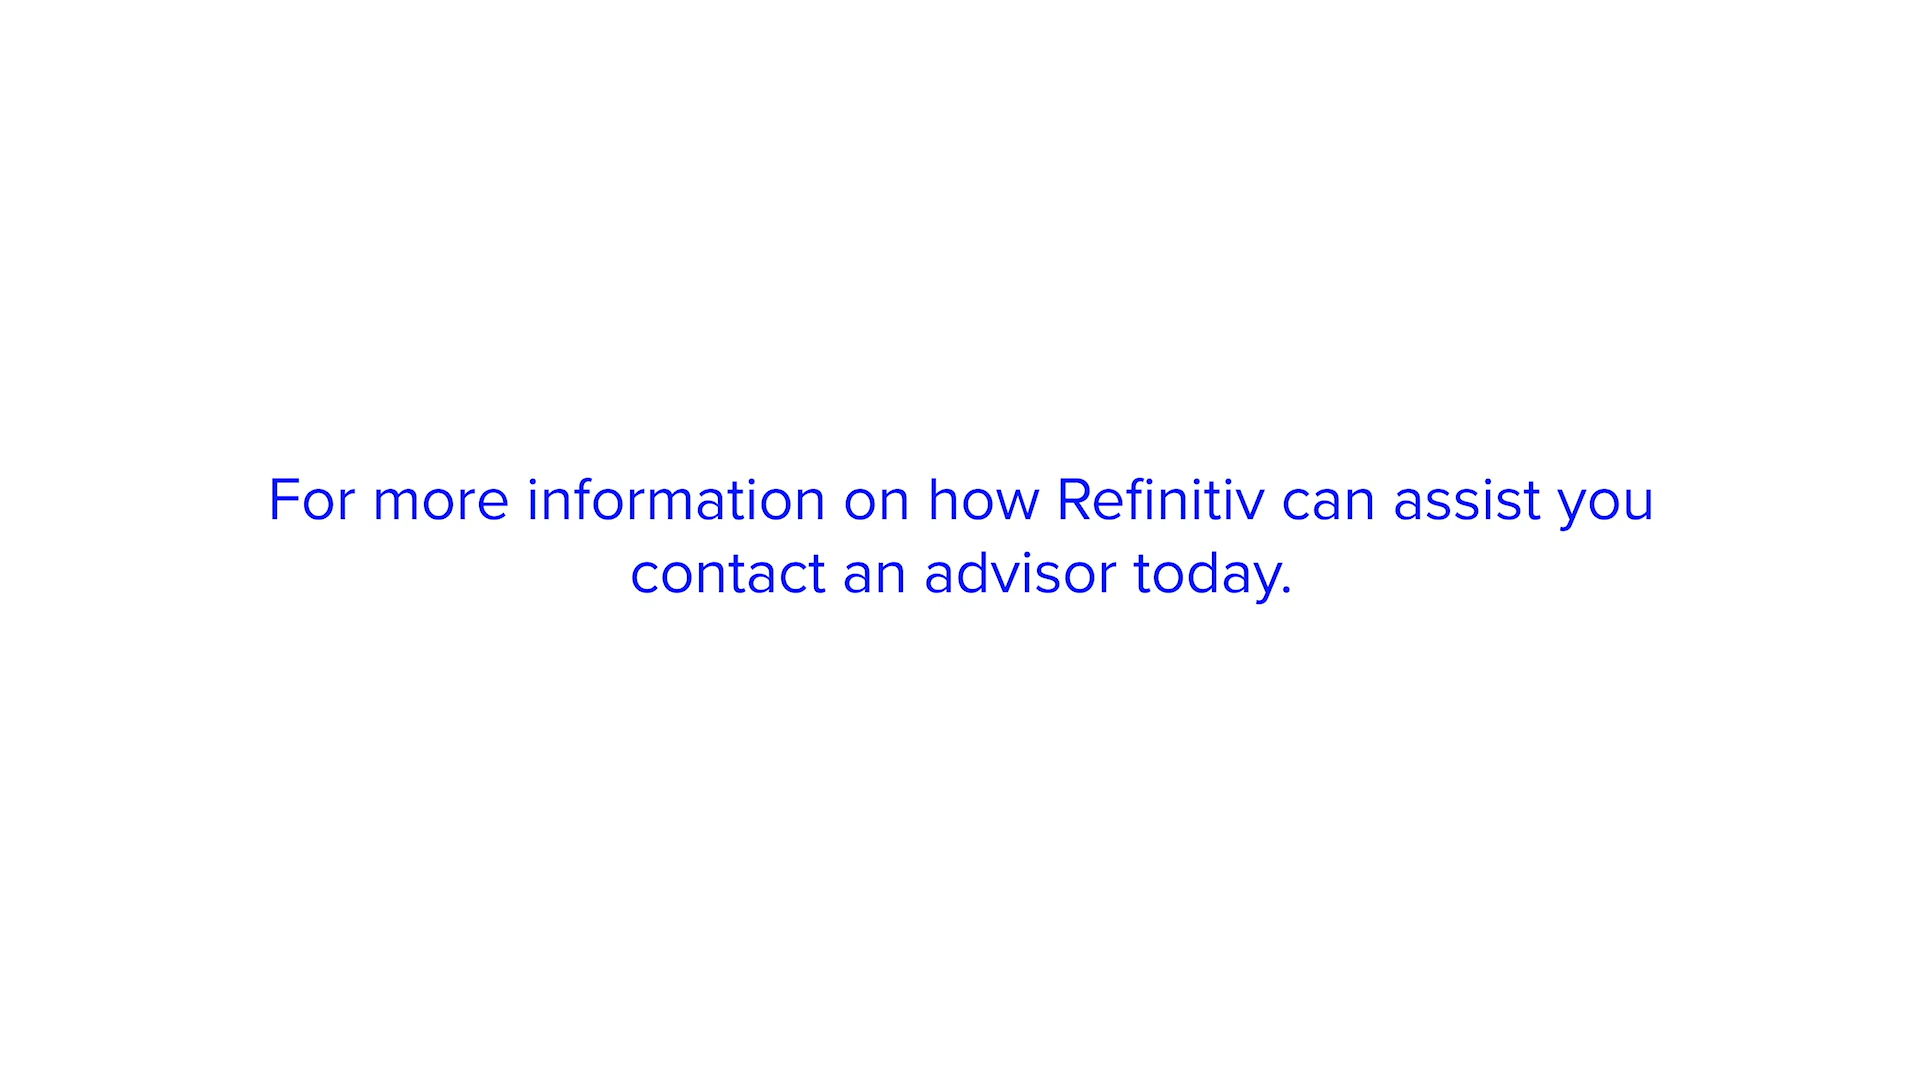 For more information on how Refinitiv can assist you
contact an advisor today.